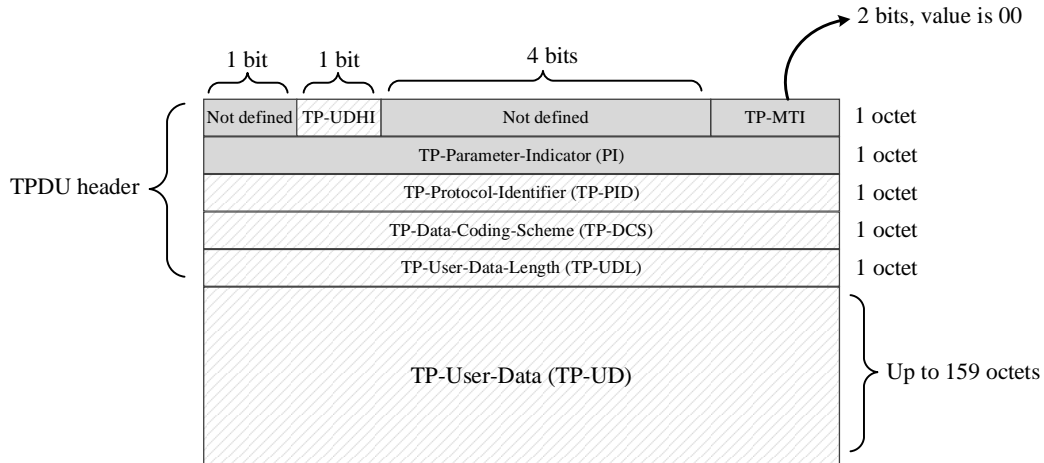 2 bits, value is 00
1 bit
1 bit
4 bits
Not defined
TP-UDHI
Not defined
TP-MTI
1 octet
TP-Parameter-Indicator (PI)
1 octet
TPDU header
TP-Protocol-Identifier (TP-PID)
1 octet
TP-Data-Coding-Scheme (TP-DCS)
1 octet
TP-User-Data-Length (TP-UDL)
1 octet
TP-User-Data (TP-UD)
Up to 159 octets